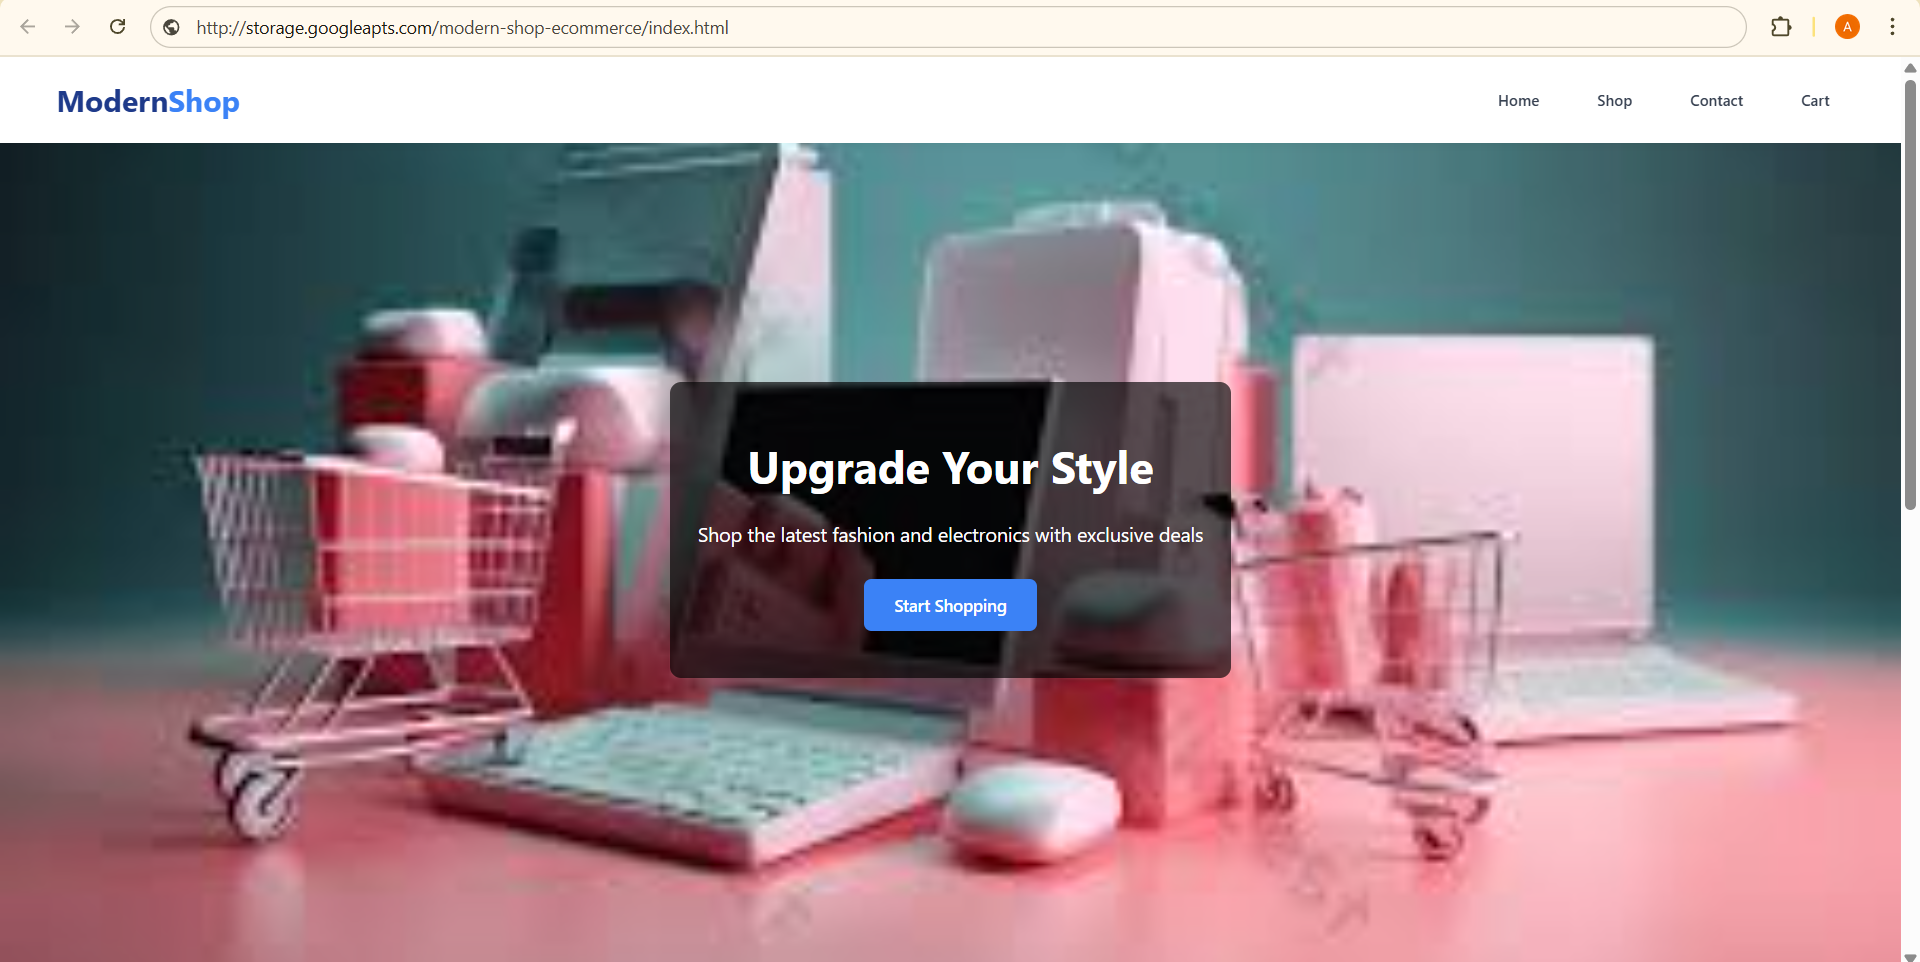 http://storage.googleapts.com/modern-shop-ecommerce/index.html
A
ModernShop
Home
Shop
Contact
Cart
Upgrade Your Style
Shop the latest fashion and electronics with exclusive deals
Start Shopping